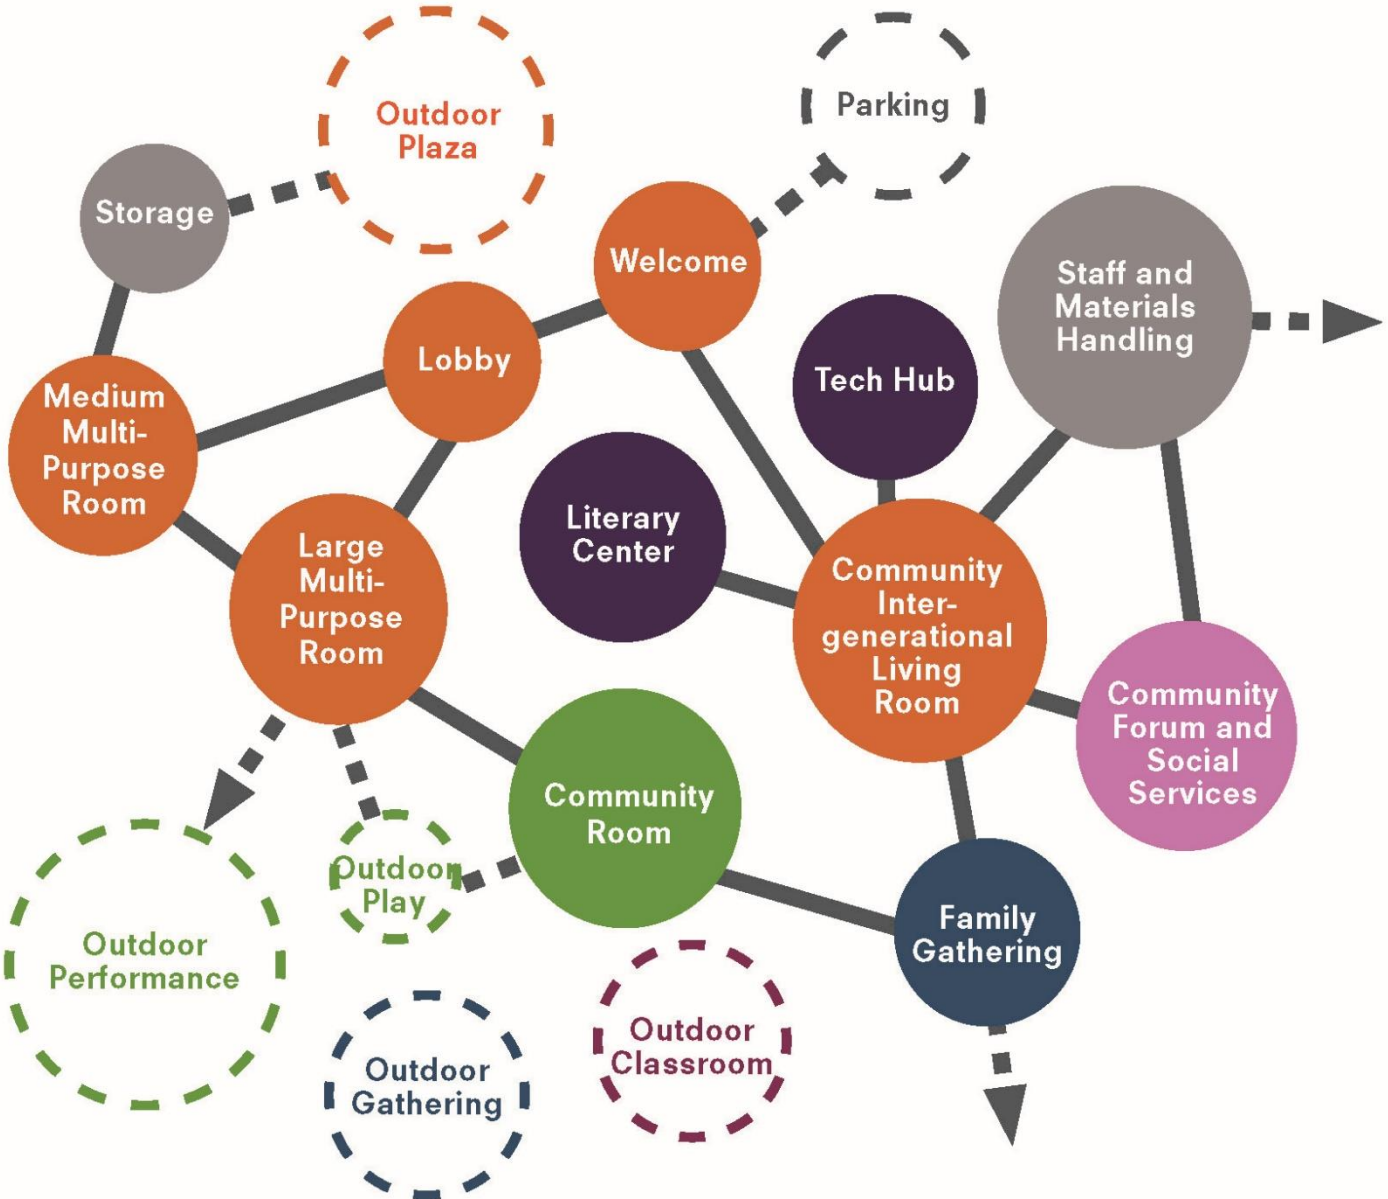 Outdoor
Plaza
Parking
Storage
Welcome
Staff and
Materials
Handling
Lobby
Tech Hub
Medium
Multi-
Purpose
Room
Literary
Center
Large
Multi-
Purpose
Room
Community
Inter-
generational
Living
Room
Community
Forum and
Social
Services
Community
Room
Outdoor
Play
Family
Gathering
Outdoor
Performance
Outdoor
Classroom
Outdoor
Gathering